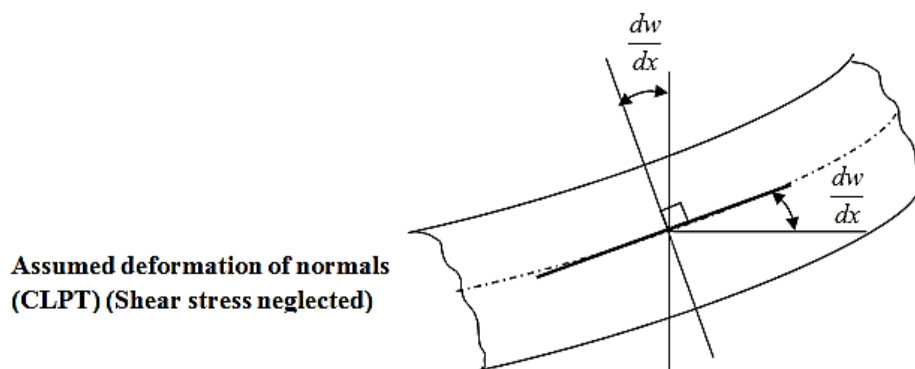 dw
dx
dw
dx
Assumed deformation of normals
(CLPT) (Shear stress neglected)